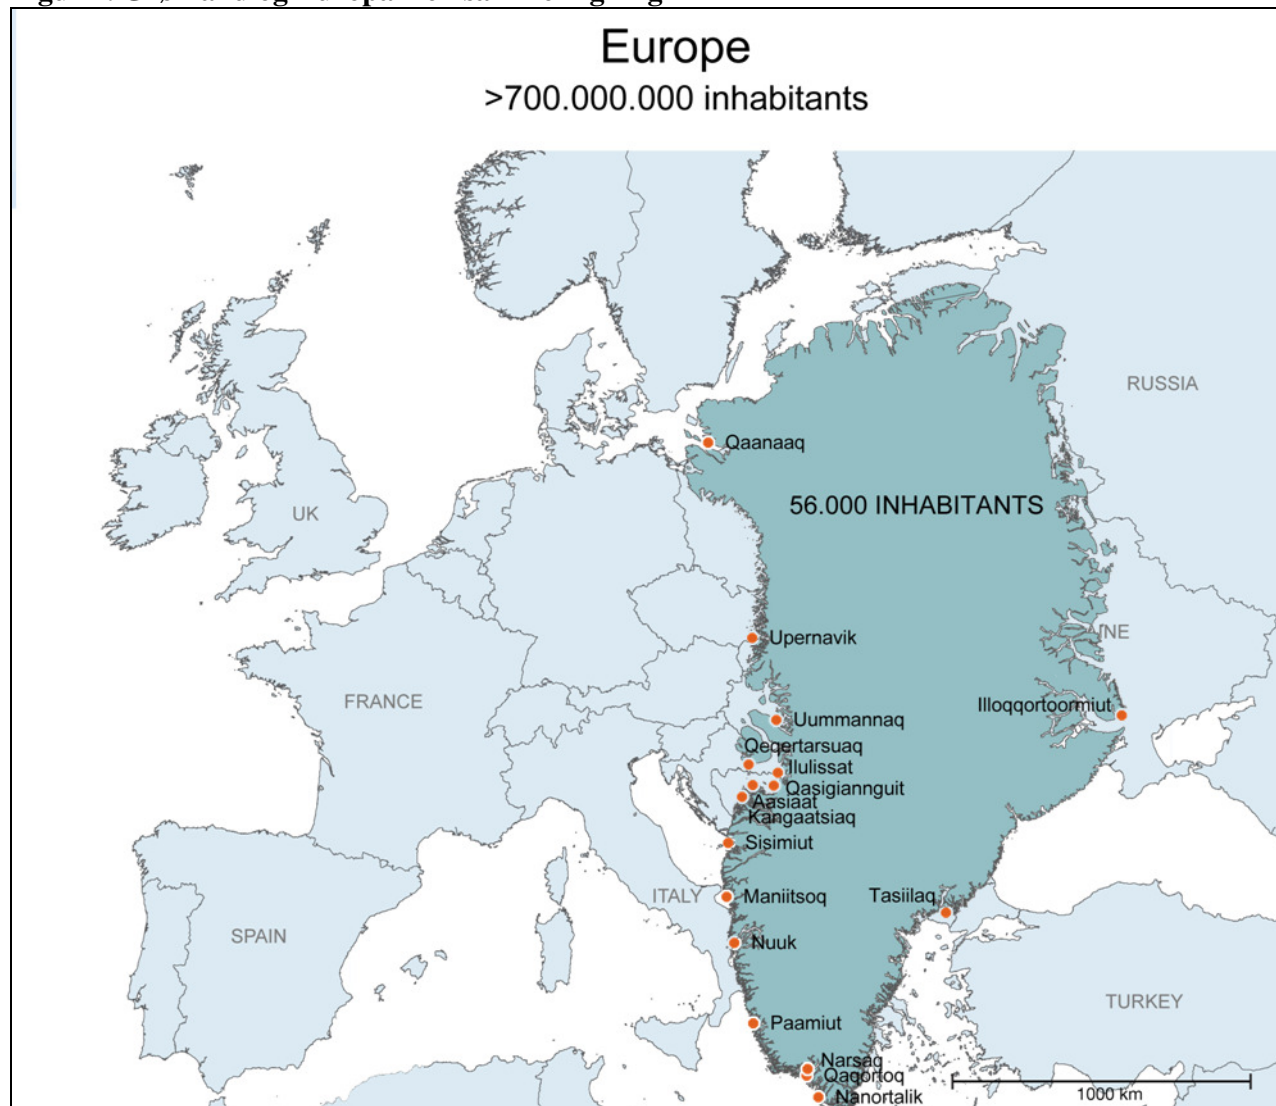 Europe
>700.000.000 inhabitants
RUSSIA
Qaanaaq
56.000 INHABITANTS
UK
Upernavik
INE
FRANCE
Illoqqortoormiut
Uummannaq
Qeqertarsuaq
Ilulissat
Qasigiannguit
Aasiaat
Kangaatsiaq
Sisimiut
ITALY
Maniitsoq
Tasiilaq
SPAIN
Nuuk
TURKEY
Paamiut
Narsaq
Qaqortoq
Nanortalik
1000 km